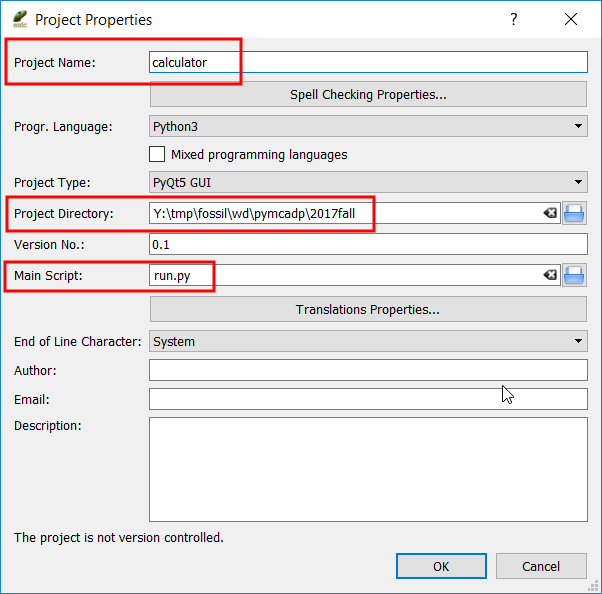 Project Properties
?
Project Name: calculator
Spell Checking Properties...
Progr. Language: Python3
Mixed programming languages
Project Type: PyQt5 GUI
Project Directory: Y:\tmp\fossil\wd\pymcadp\2017fall
Version No.: 0.1
Main Script: run.py
Translations Properties...
End of Line Character: System
Author:
Email:
Description:
The project is not version controlled.
OK Cancel